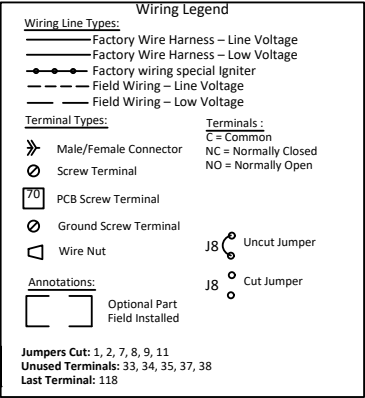 Wiring Legend
Wiring Line Types:
Factory Wire Harness – Line Voltage
Factory Wire Harness – Low Voltage
Factory wiring special Igniter
Field Wiring – Line Voltage
Field Wiring – Low Voltage
Terminal Types:
Male/Female Connector
Screw Terminal
70 PCB Screw Terminal
Ground Screw Terminal
Wire Nut
Terminals :
C = Common
NC = Normally Closed
NO = Normally Open
J8 Uncut Jumper
J8 Cut Jumper
Annotations:
Optional Part
Field Installed
Jumpers Cut: 1, 2, 7, 8, 9, 11
Unused Terminals: 33, 34, 35, 37, 38
Last Terminal: 118